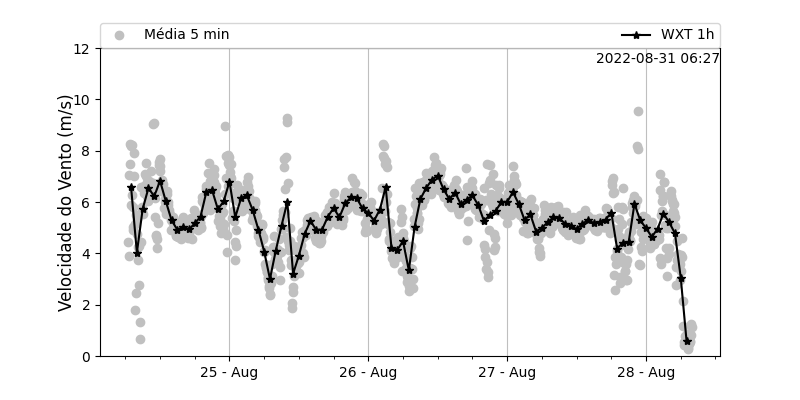 Média 5 min
WXT 1h
2022-08-31 06:27
Velocidade do Vento (m/s)
12
10
8
6
4
2
0
25 - Aug
26 - Aug
27 - Aug
28 - Aug